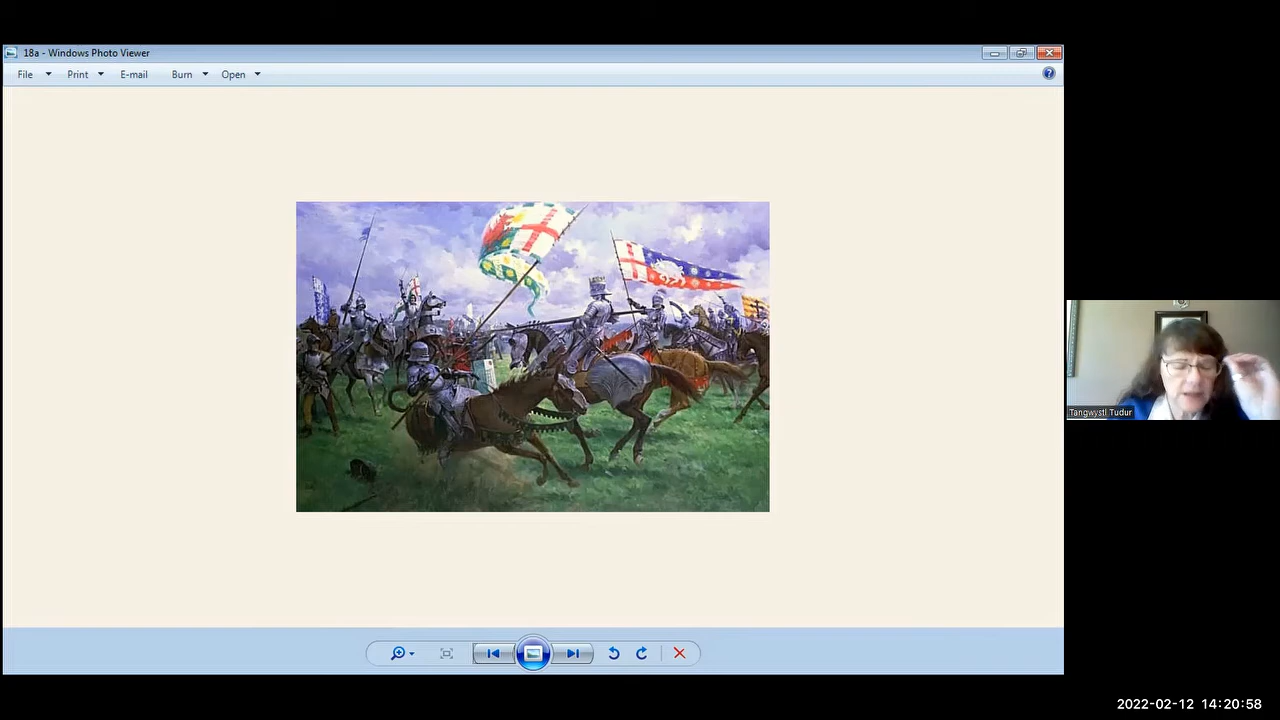 18a - Windows Photo Viewer
File Print E-mail Burn Open
Tangwystl Tudur
2022-02-12 14:20:58